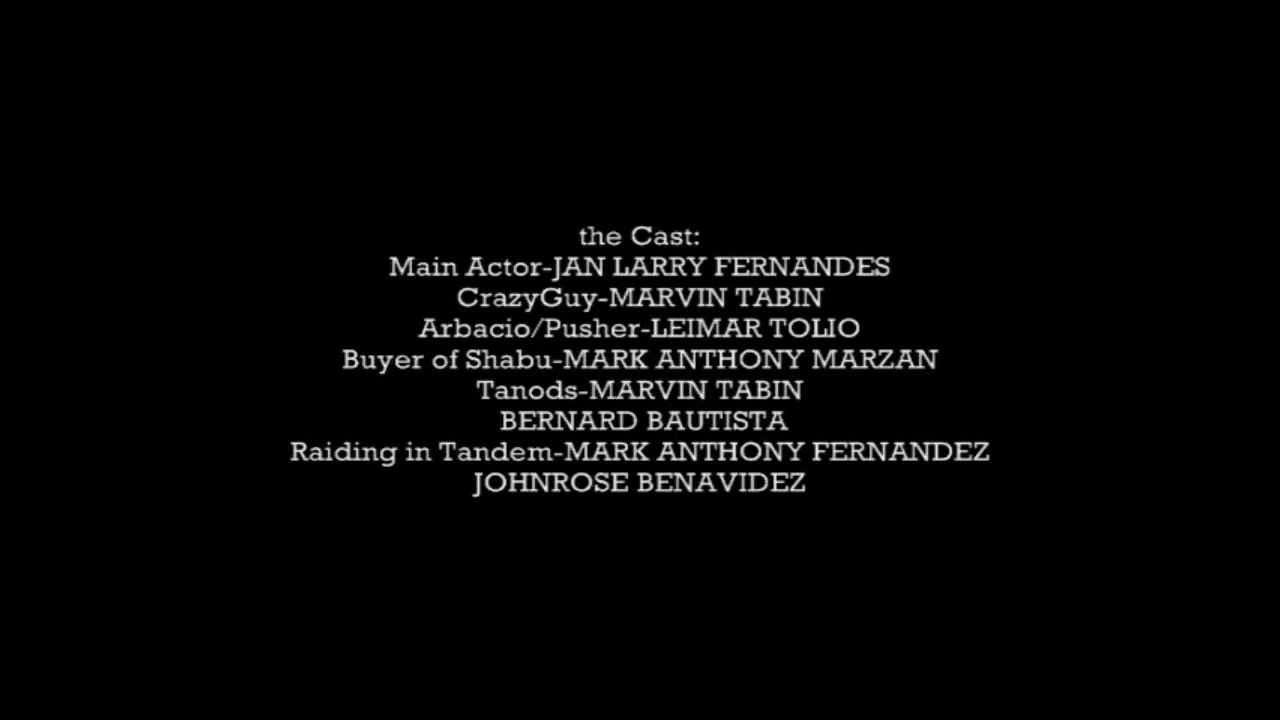 the Cast:
Main Actor-JAN LARRY FERNANDES
CrazyGuy-MARVIN TABIN
Arbacio/Pusher-LEIMAR TOLIO
Buyer of Shabu-MARK ANTHONY MARZAN
Tanods-MARVIN TABIN
BERNARD BAUTISTA
Raiding in Tandem-MARK ANTHONY FERNANDEZ
JOHNROSE BENAVIDEZ